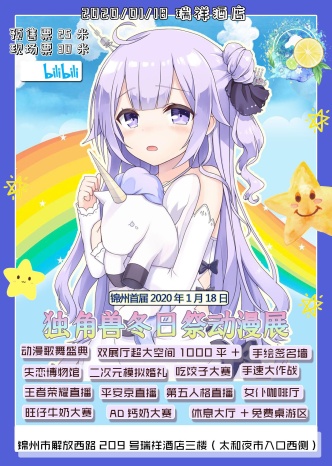 2020/01/18 瑞祥酒店
预售票 25 米
现场票 30 米
bilibili
锦州首届 2020 年 1 月 18 日
独角兽冬日祭动漫展
动漫歌舞盛典 双展厅超大空间 1000 平 + 手绘签名墙
失恋博物馆 二次元模拟婚礼 吃饺子大赛 手速大作战
王者荣耀直播 平安京直播 第五人格直播 女仆咖啡厅
旺仔牛奶大赛 AD 钙奶大赛 休息大厅 + 免费桌游区
锦州市解放西路 209 号瑞祥酒店三楼（太和夜市入口西侧）